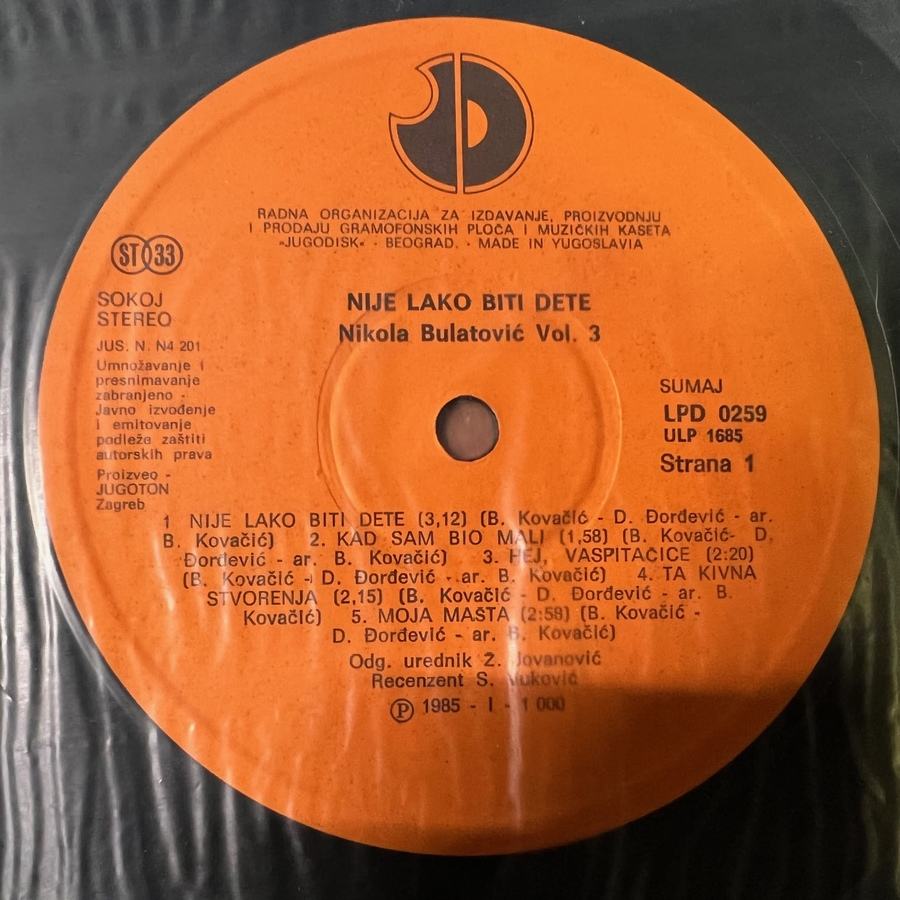 JD
RADNA ORGANIZACIJA ZA IZDAVANJE, PROIZVODNJU
I PRODAJU GRAMOFONSKIH PLOČA I MUZIČKIH KASETA
»JUGODISK« · BEOGRAD. · MADE IN YUGOSLAVIA
ST 33
SOKOJ
STEREO
JUS. N. N4 201
Umnožavanje i
presnimavanje
zabranjeno -
Javno izvođenje
i emitovanje
podleže zaštiti
autorskih prava
Proizveo -
JUGOTON
Zagreb
NIJE LAKO BITI DETE
Nikola Bulatović Vol. 3
SUMAJ
LPD 0259
ULP 1685
Strana 1
1 NIJE LAKO BITI DETE (3,12) (B. Kovačić - D. Đorđević - ar.
B. Kovačić) 2. KAD SAM BIO MALI (1,58) (B. Kovačić- D.
Đorđević - ar. B. Kovačić) 3. HEJ, VASPITAČICE (2:20)
(B. Kovačić - D. Đorđević - ar. B. Kovačić) 4. TA KIVNA
STVORENJA (2,15) (B. Kovačić - D. Đorđević - ar. B.
Kovačić) 5. MOJA MAŠTA (2:58) (B. Kovačić -
D. Đorđević - ar. B. Kovačić)
Odg. urednik Ž. Jovanović
Recenzent S. Vuković
Ⓟ 1985 - I - 1 000